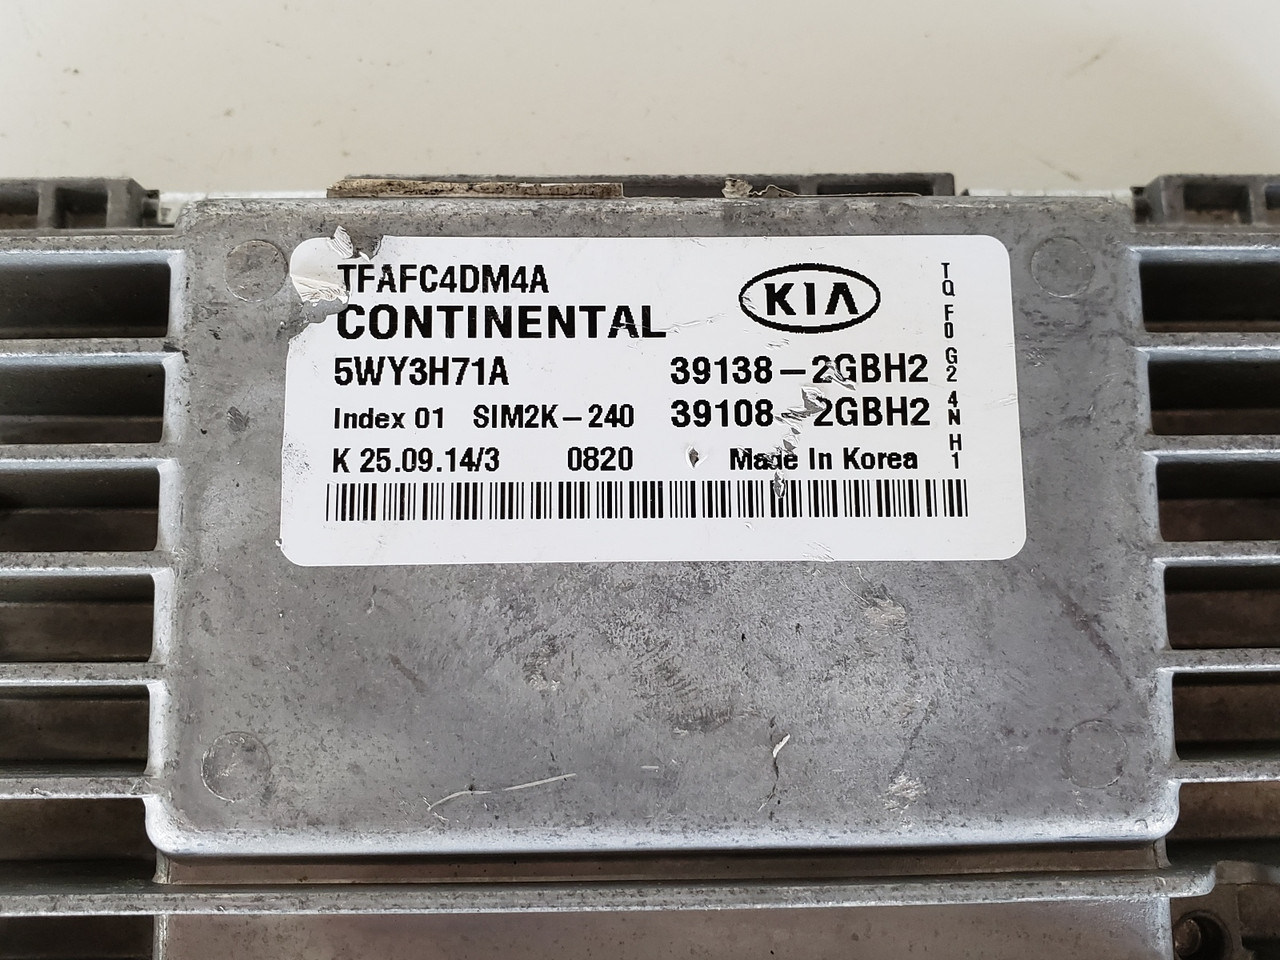 TFAFC4DM4A
CONTINENTAL
KIA
5WY3H71A 39138-2GBH2
Index 01 SIM2K-240 39108-2GBH2
K 25.09.14/3 0820 Made In Korea
TQ F0 G2 4N H1